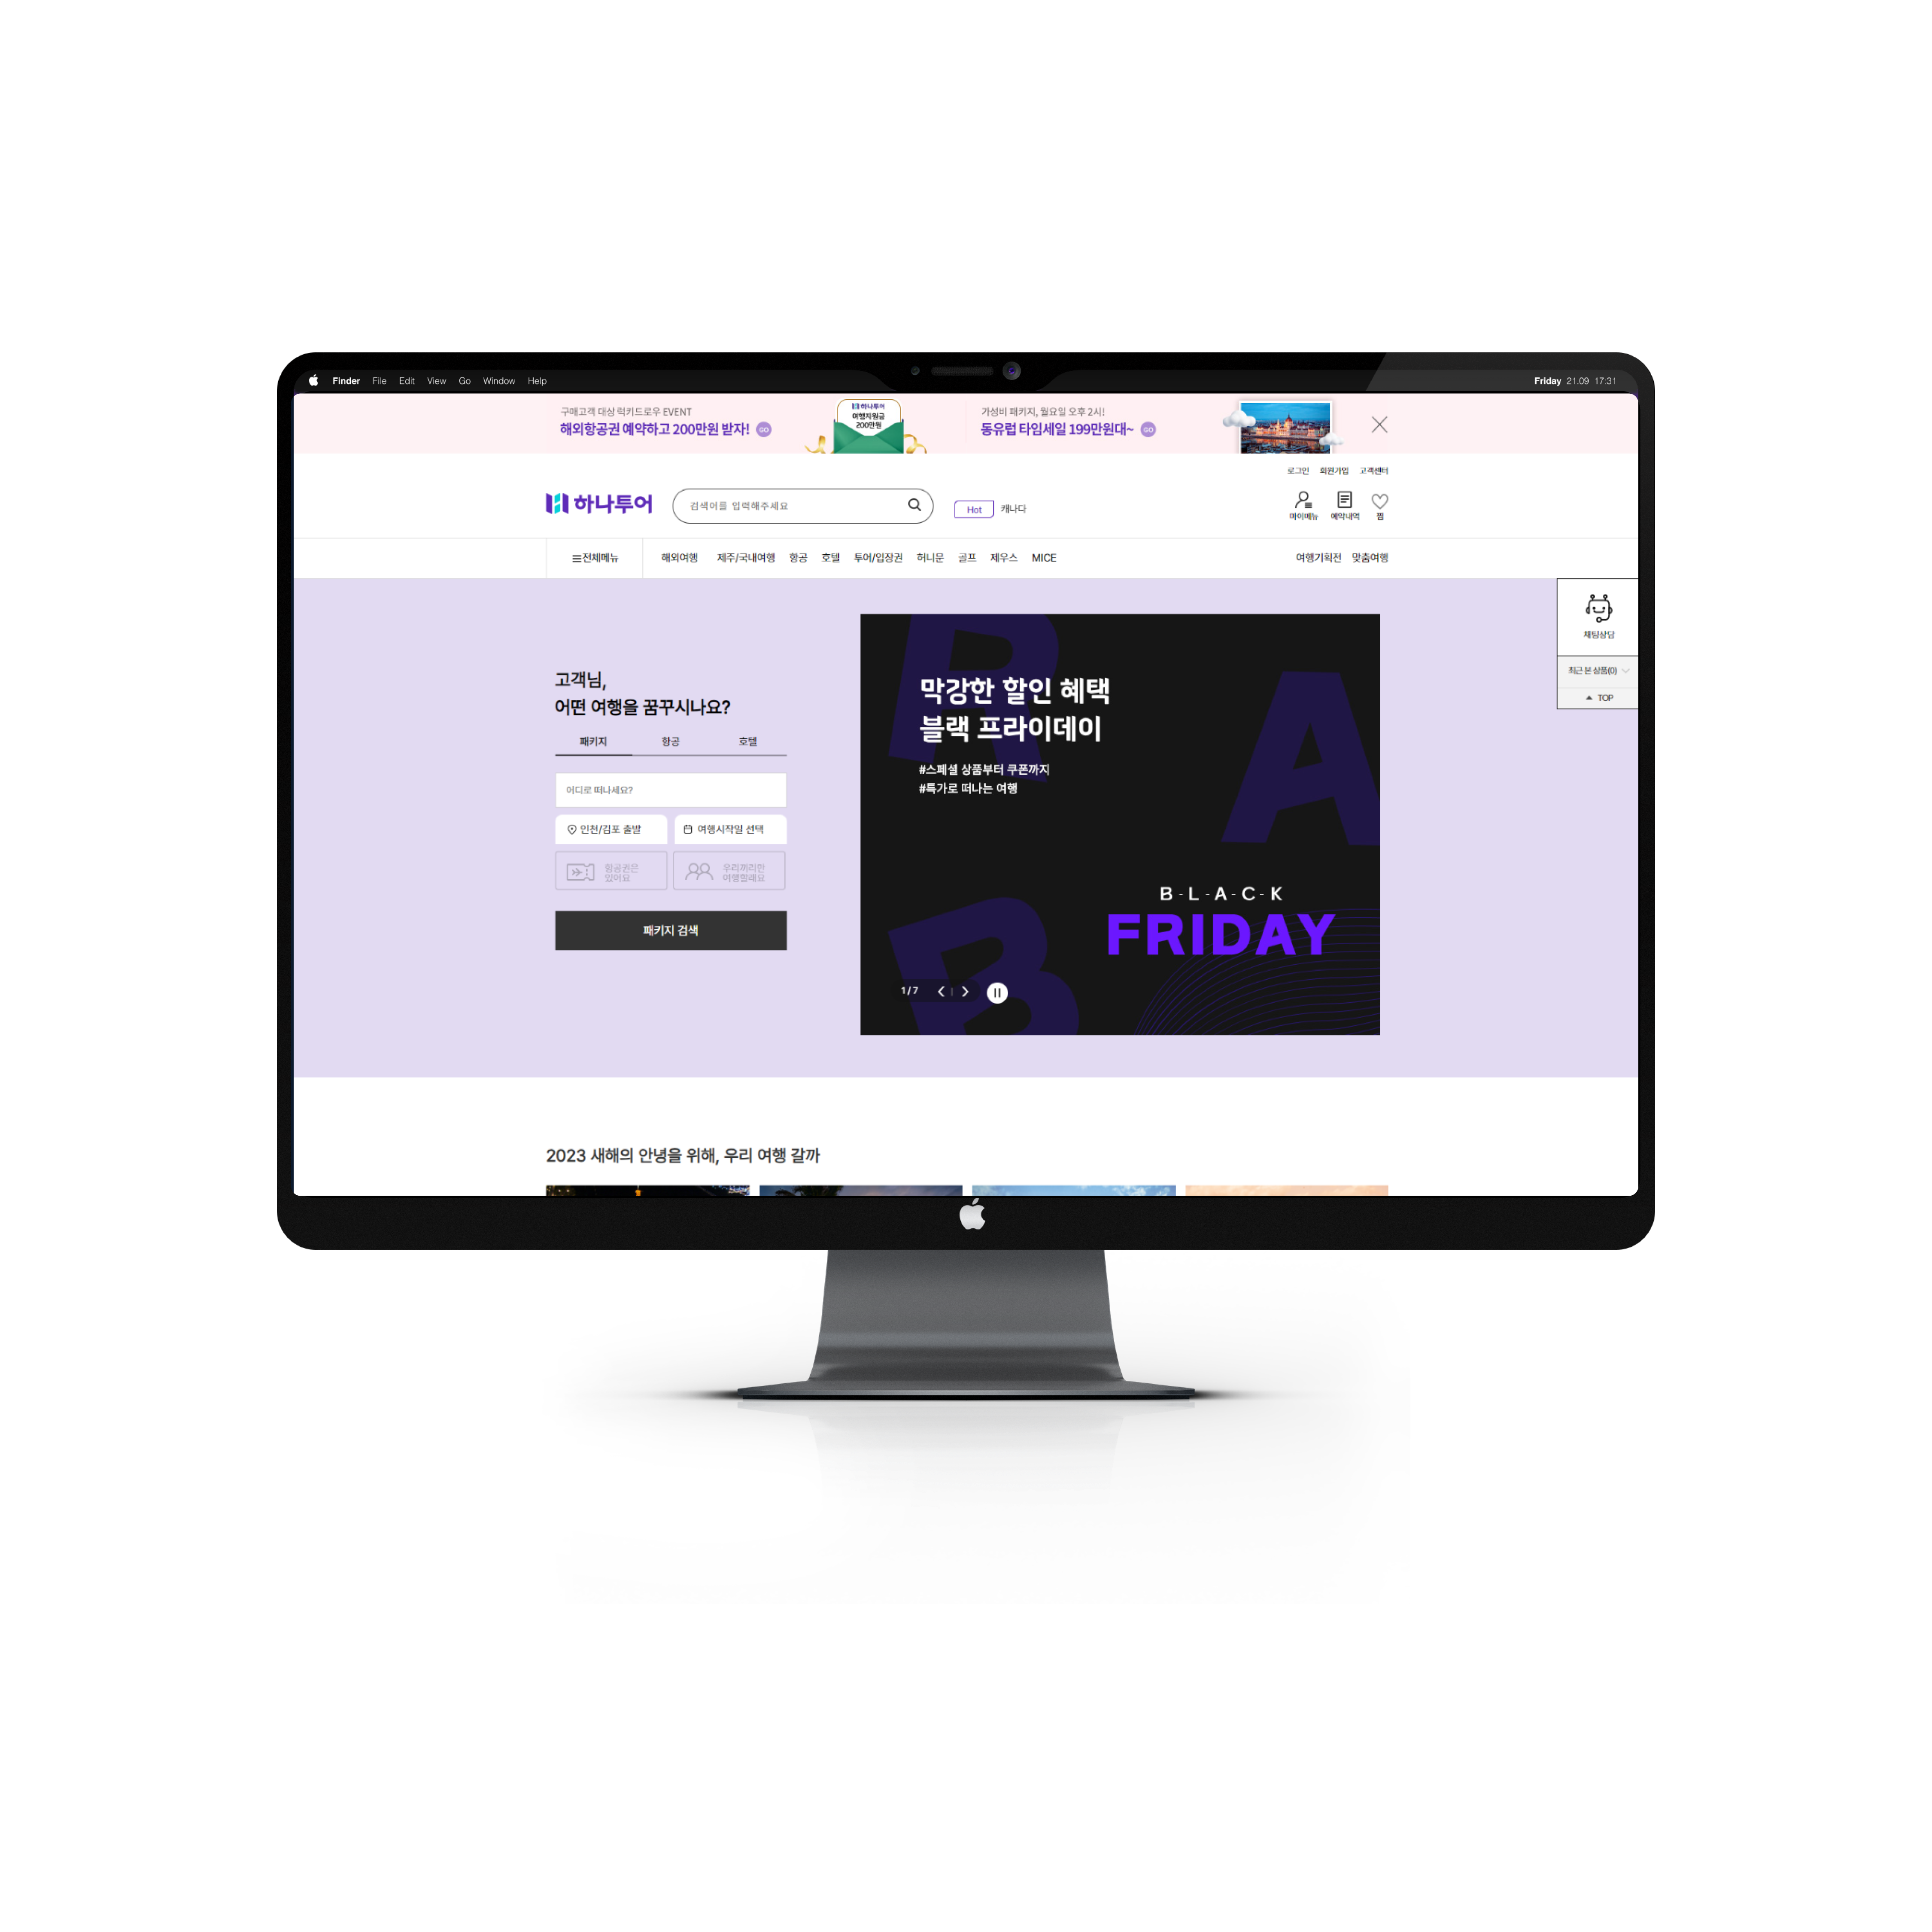 Finder File Edit View Go Window Help
Friday 21.09 17:31
구매고객 대상 럭키드로우 EVENT
해외항공권 예약하고 200만원 받자! GO
하나투어
여행지원금
200만원
가성비 패키지, 월요일 오후 2시!
동유럽 타임세일 199만원대~ GO
로그인 회원가입 고객센터
하나투어
검색어를 입력해주세요
Hot 캐나다
마이메뉴 예약내역 찜
전체메뉴 해외여행 제주/국내여행 항공 호텔 투어/입장권 허니문 골프 제우스 MICE
여행기획전 맞춤여행
고객님,
어떤 여행을 꿈꾸시나요?
패키지 항공 호텔
어디로 떠나세요?
인천/김포 출발 여행시작일 선택
항공권은
있어요
우리끼리만
여행할래요
패키지 검색
R
A
B
막강한 할인 혜택
블랙 프라이데이
#스페셜 상품부터 쿠폰까지
#특가로 떠나는 여행
B-L-A-C-K
FRIDAY
1/7
채팅상담
최근 본 상품(0)
TOP
2023 새해의 안녕을 위해, 우리 여행 갈까